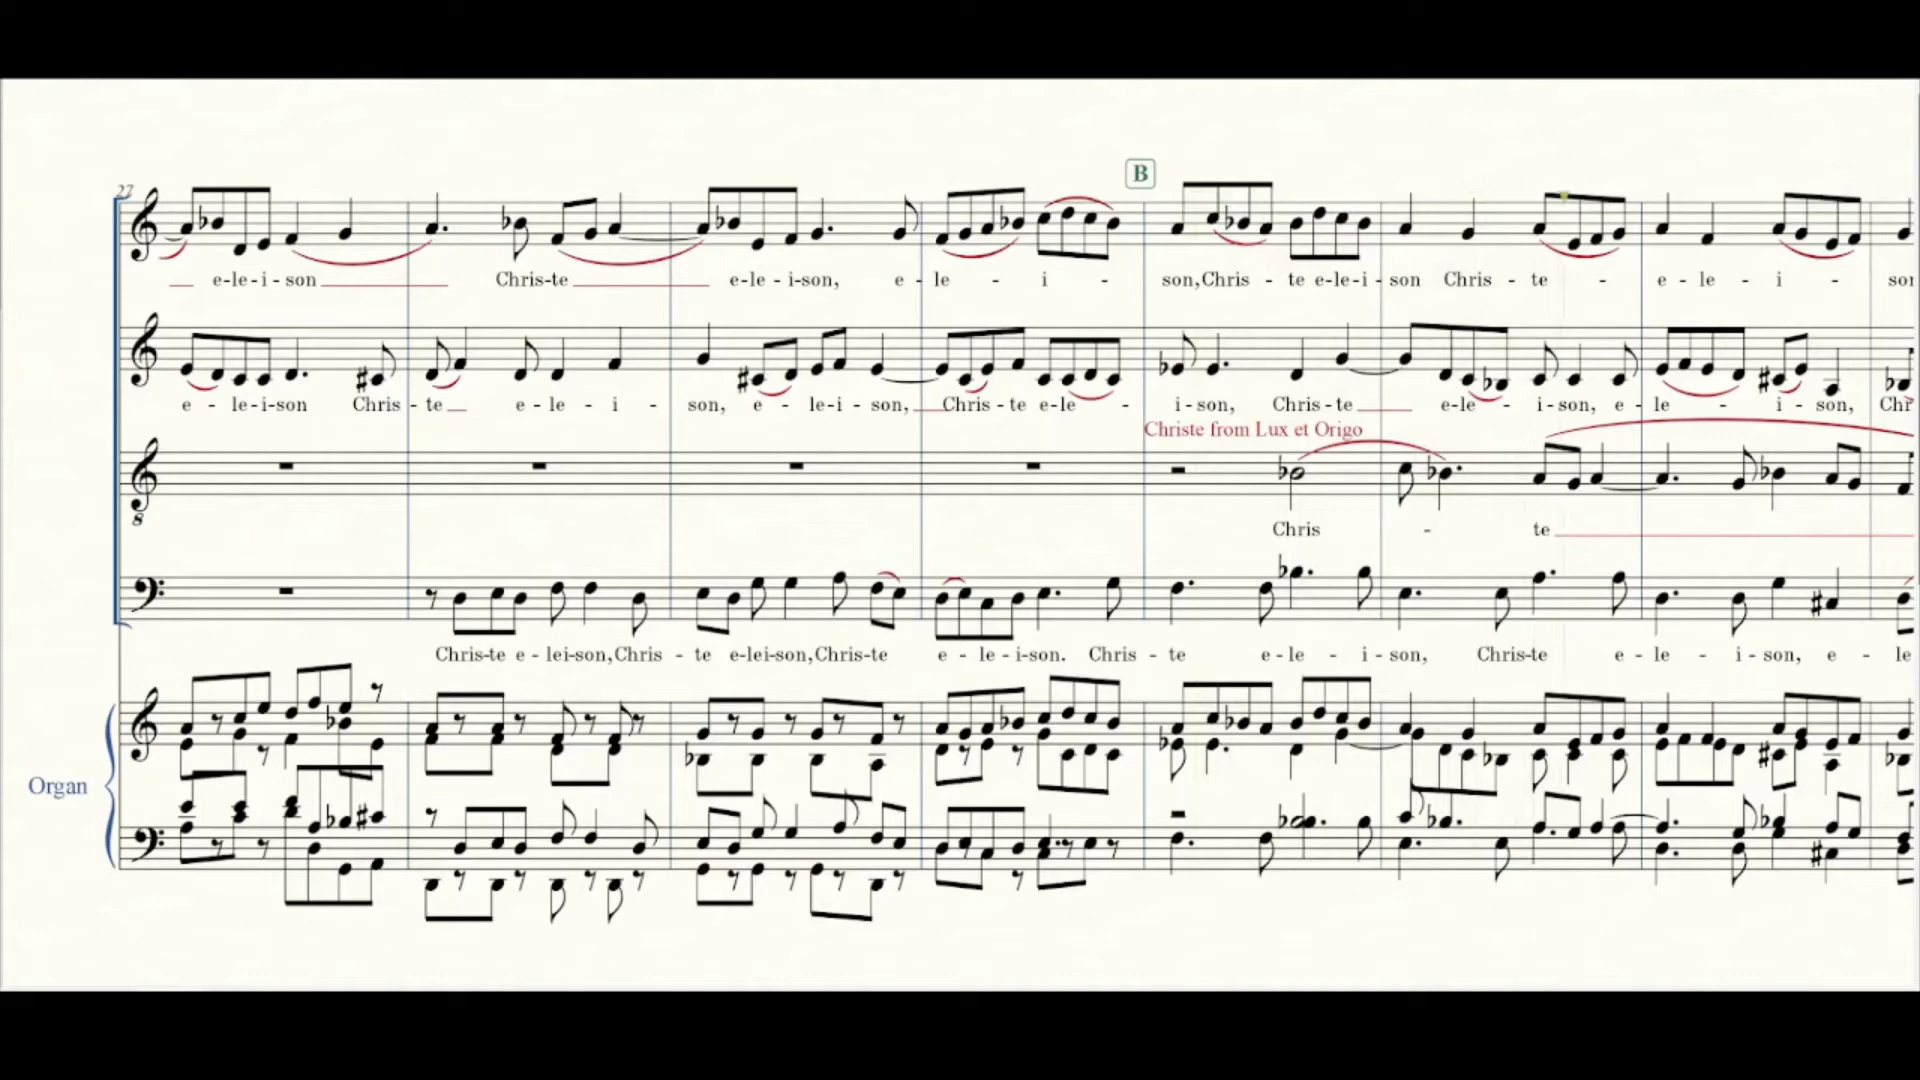 B
27
e-le-i-son Chris-te e-le-i-son, e-le - i - son,Chris - te e-le-i-son Chris - te - e-le - i - son
e - le-i-son Chris-te e-le - i - son, e - le-i-son, Chris-te e-le - i-son, Chris-te e-le - i-son, e-le - i-son, Chr
Christe from Lux et Origo
Chris - te
8
Chris-te e-leison,Chris - te e-lei-son,Chris-te e - le-i-son. Chris - te e-le - i-son, Chris-te e-le - i-son, e - le
Organ